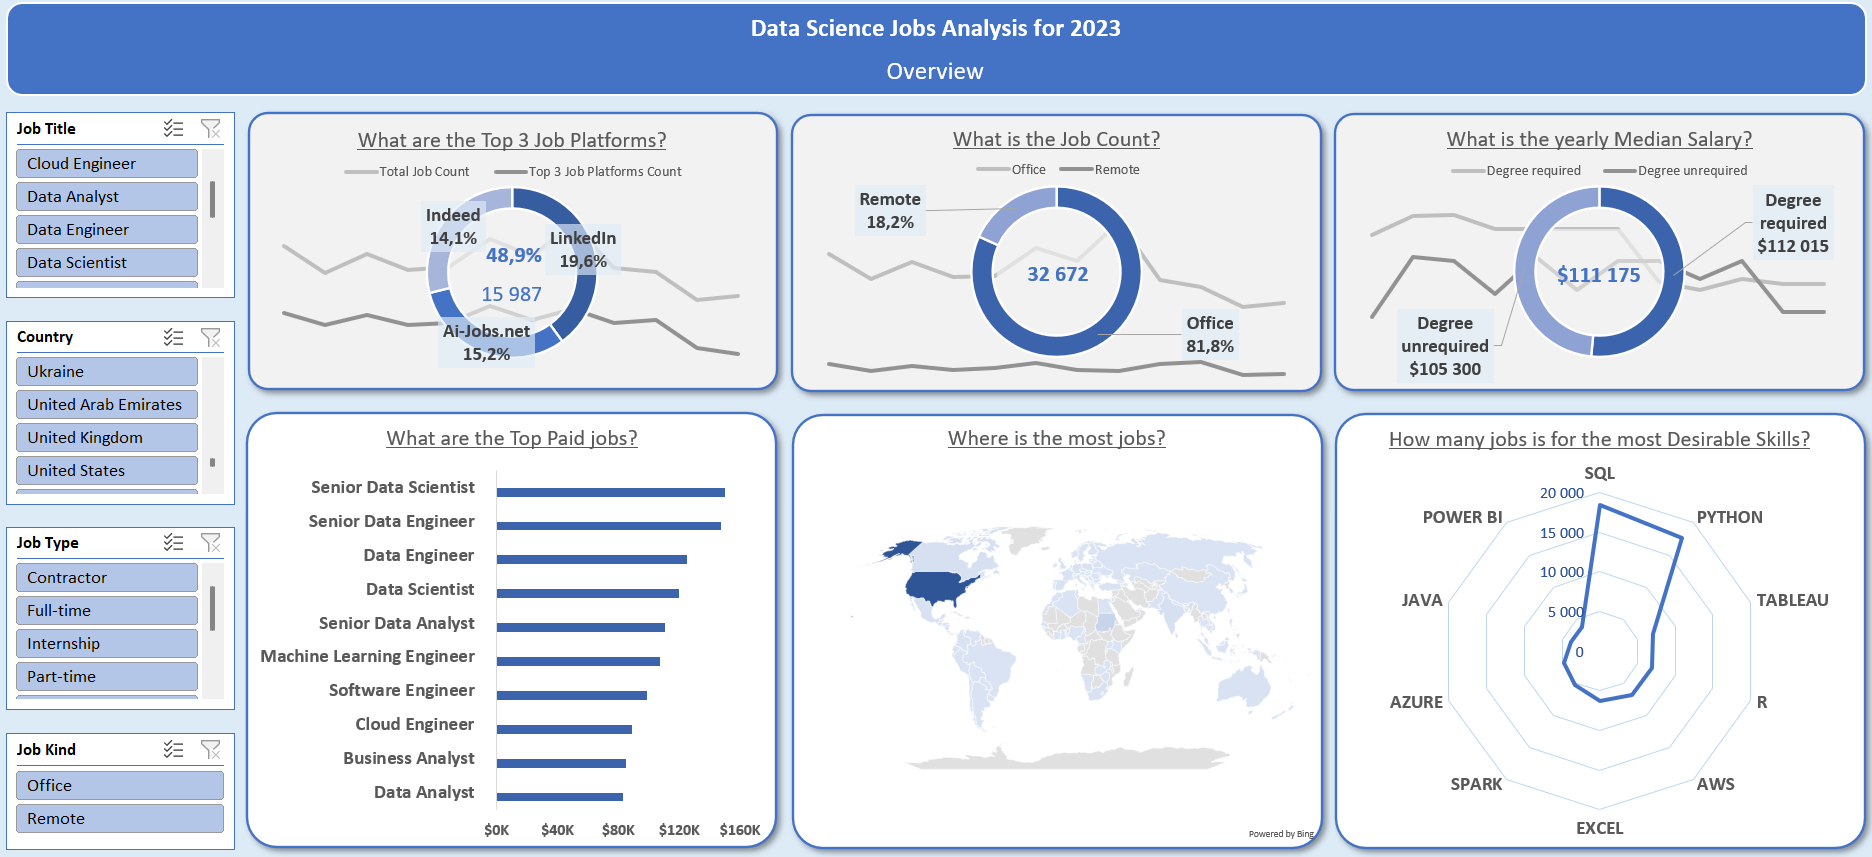 Data Science Jobs Analysis for 2023
Overview
Job Title
Cloud Engineer
Data Analyst
Data Engineer
Data Scientist
Country
Ukraine
United Arab Emirates
United Kingdom
United States
Job Type
Contractor
Full-time
Internship
Part-time
Job Kind
Office
Remote
What are the Top 3 Job Platforms?
Total Job Count
Top 3 Job Platforms Count
Indeed
14,1%
LinkedIn
19,6%
48,9%
15 987
Ai-Jobs.net
15,2%
What is the Job Count?
Office
Remote
Remote
18,2%
32 672
Office
81,8%
What is the yearly Median Salary?
Degree required
Degree unrequired
Degree
required
$112 015
$111 175
Degree
unrequired
$105 300
What are the Top Paid jobs?
Senior Data Scientist
Senior Data Engineer
Data Engineer
Data Scientist
Senior Data Analyst
Machine Learning Engineer
Software Engineer
Cloud Engineer
Business Analyst
Data Analyst
$0K
$40K
$80K
$120K
$160K
Where is the most jobs?
Powered by Bing
How many jobs is for the most Desirable Skills?
SQL
20 000
POWER BI
PYTHON
15 000
10 000
JAVA
TABLEAU
5 000
0
AZURE
R
SPARK
AWS
EXCEL